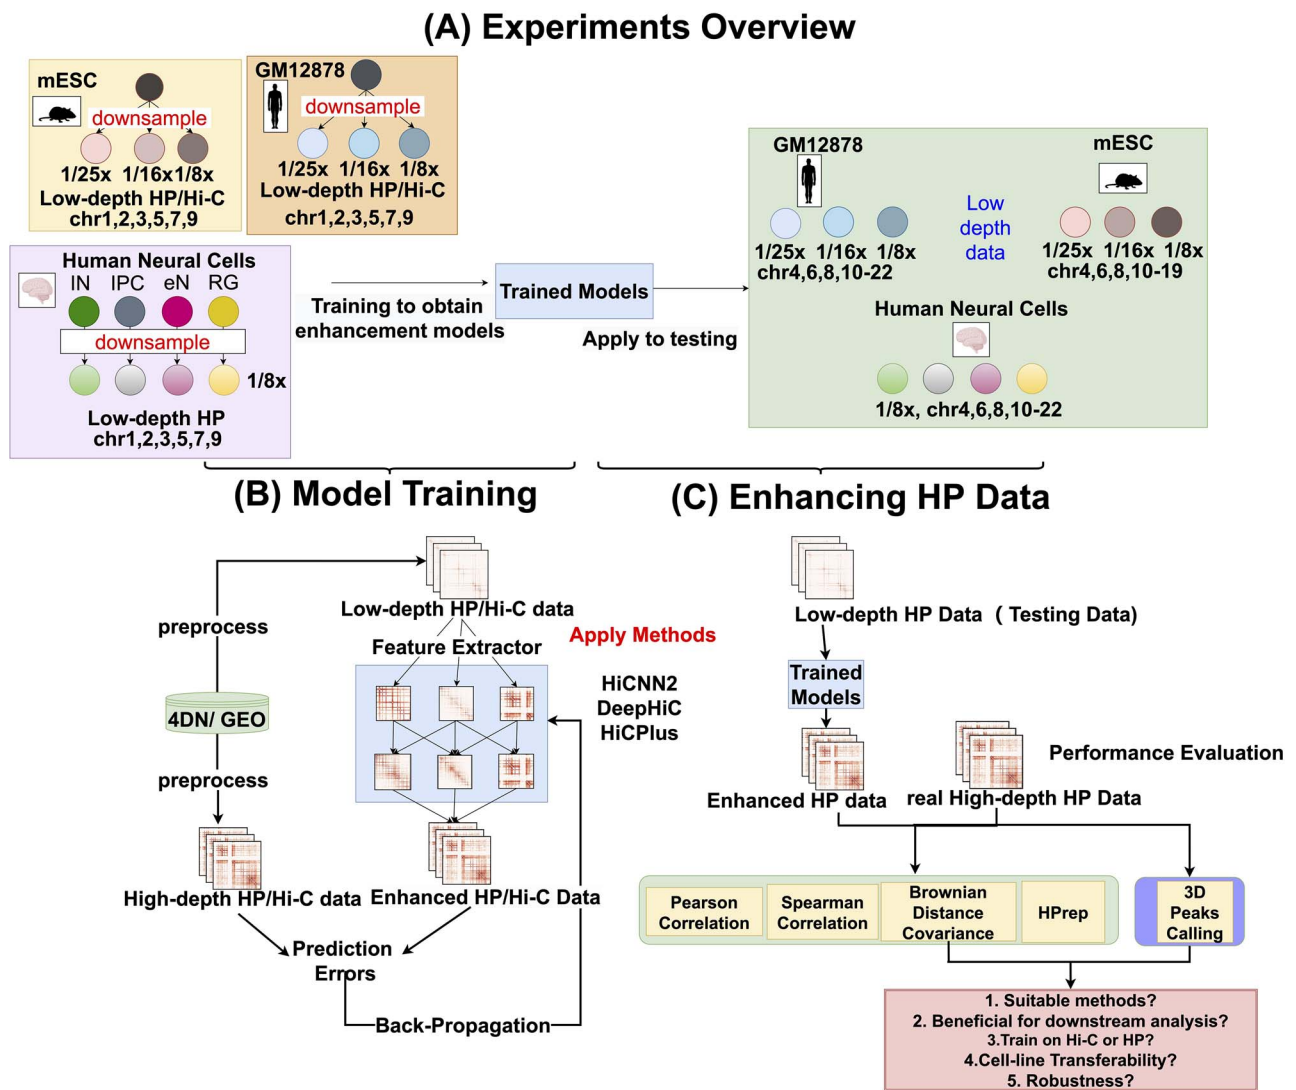 (A) Experiments Overview
mESC
downsample
1/25x 1/16x 1/8x
Low-depth HP/Hi-C
chr1,2,3,5,7,9
GM12878
downsample
1/25x 1/16x 1/8x
Low-depth HP/Hi-C
chr1,2,3,5,7,9
Human Neural Cells
IN IPC eN RG
downsample
1/8x
Low-depth HP
chr1,2,3,5,7,9
Training to obtain
enhancement models
Trained Models
Apply to testing
GM12878
1/25x 1/16x 1/8x
chr4,6,8,10-22
Low
depth
data
mESC
1/25x 1/16x 1/8x
chr4,6,8,10-19
Human Neural Cells
1/8x, chr4,6,8,10-22
(B) Model Training
Low-depth HP/Hi-C data
preprocess
Feature Extractor
Apply Methods
HiCNN2
DeepHiC
HiCPlus
4DN/ GEO
preprocess
High-depth HP/Hi-C data
Enhanced HP/Hi-C Data
Prediction
Errors
Back-Propagation
(C) Enhancing HP Data
Low-depth HP Data ( Testing Data)
Trained
Models
Performance Evaluation
Enhanced HP data
real High-depth HP Data
Pearson
Correlation
Spearman
Correlation
Brownian
Distance
Covariance
HPrep
3D
Peaks
Calling
1. Suitable methods?
2. Beneficial for downstream analysis?
3.Train on Hi-C or HP?
4.Cell-line Transferability?
5. Robustness?